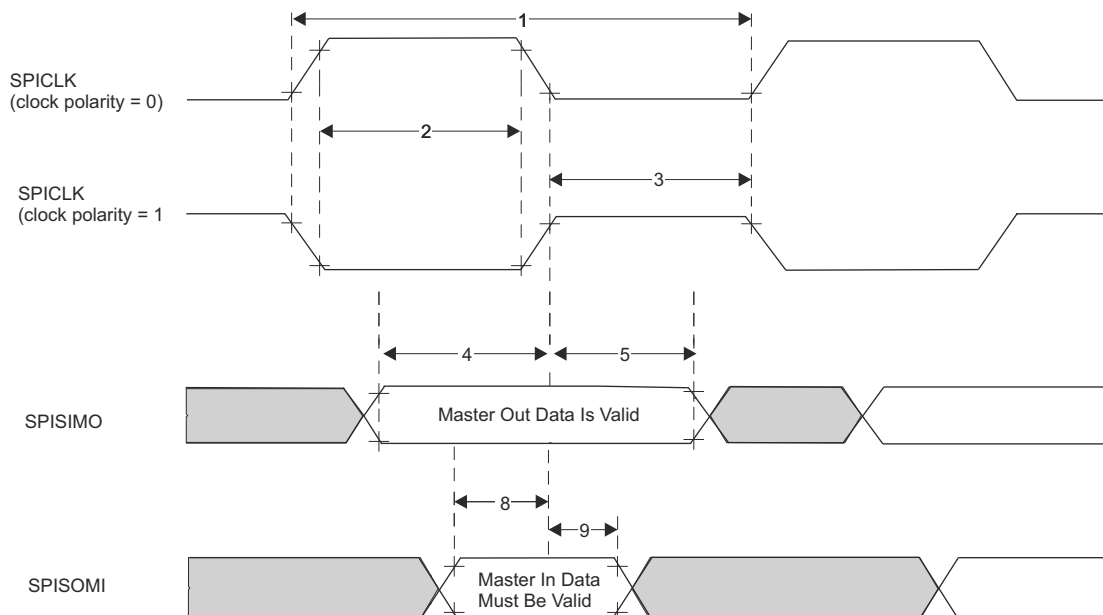 1
SPICLK
(clock polarity = 0)
2
3
SPICLK
(clock polarity = 1
4
5
SPISIMO
Master Out Data Is Valid
8
9
SPISOMI
Master In Data
Must Be Valid